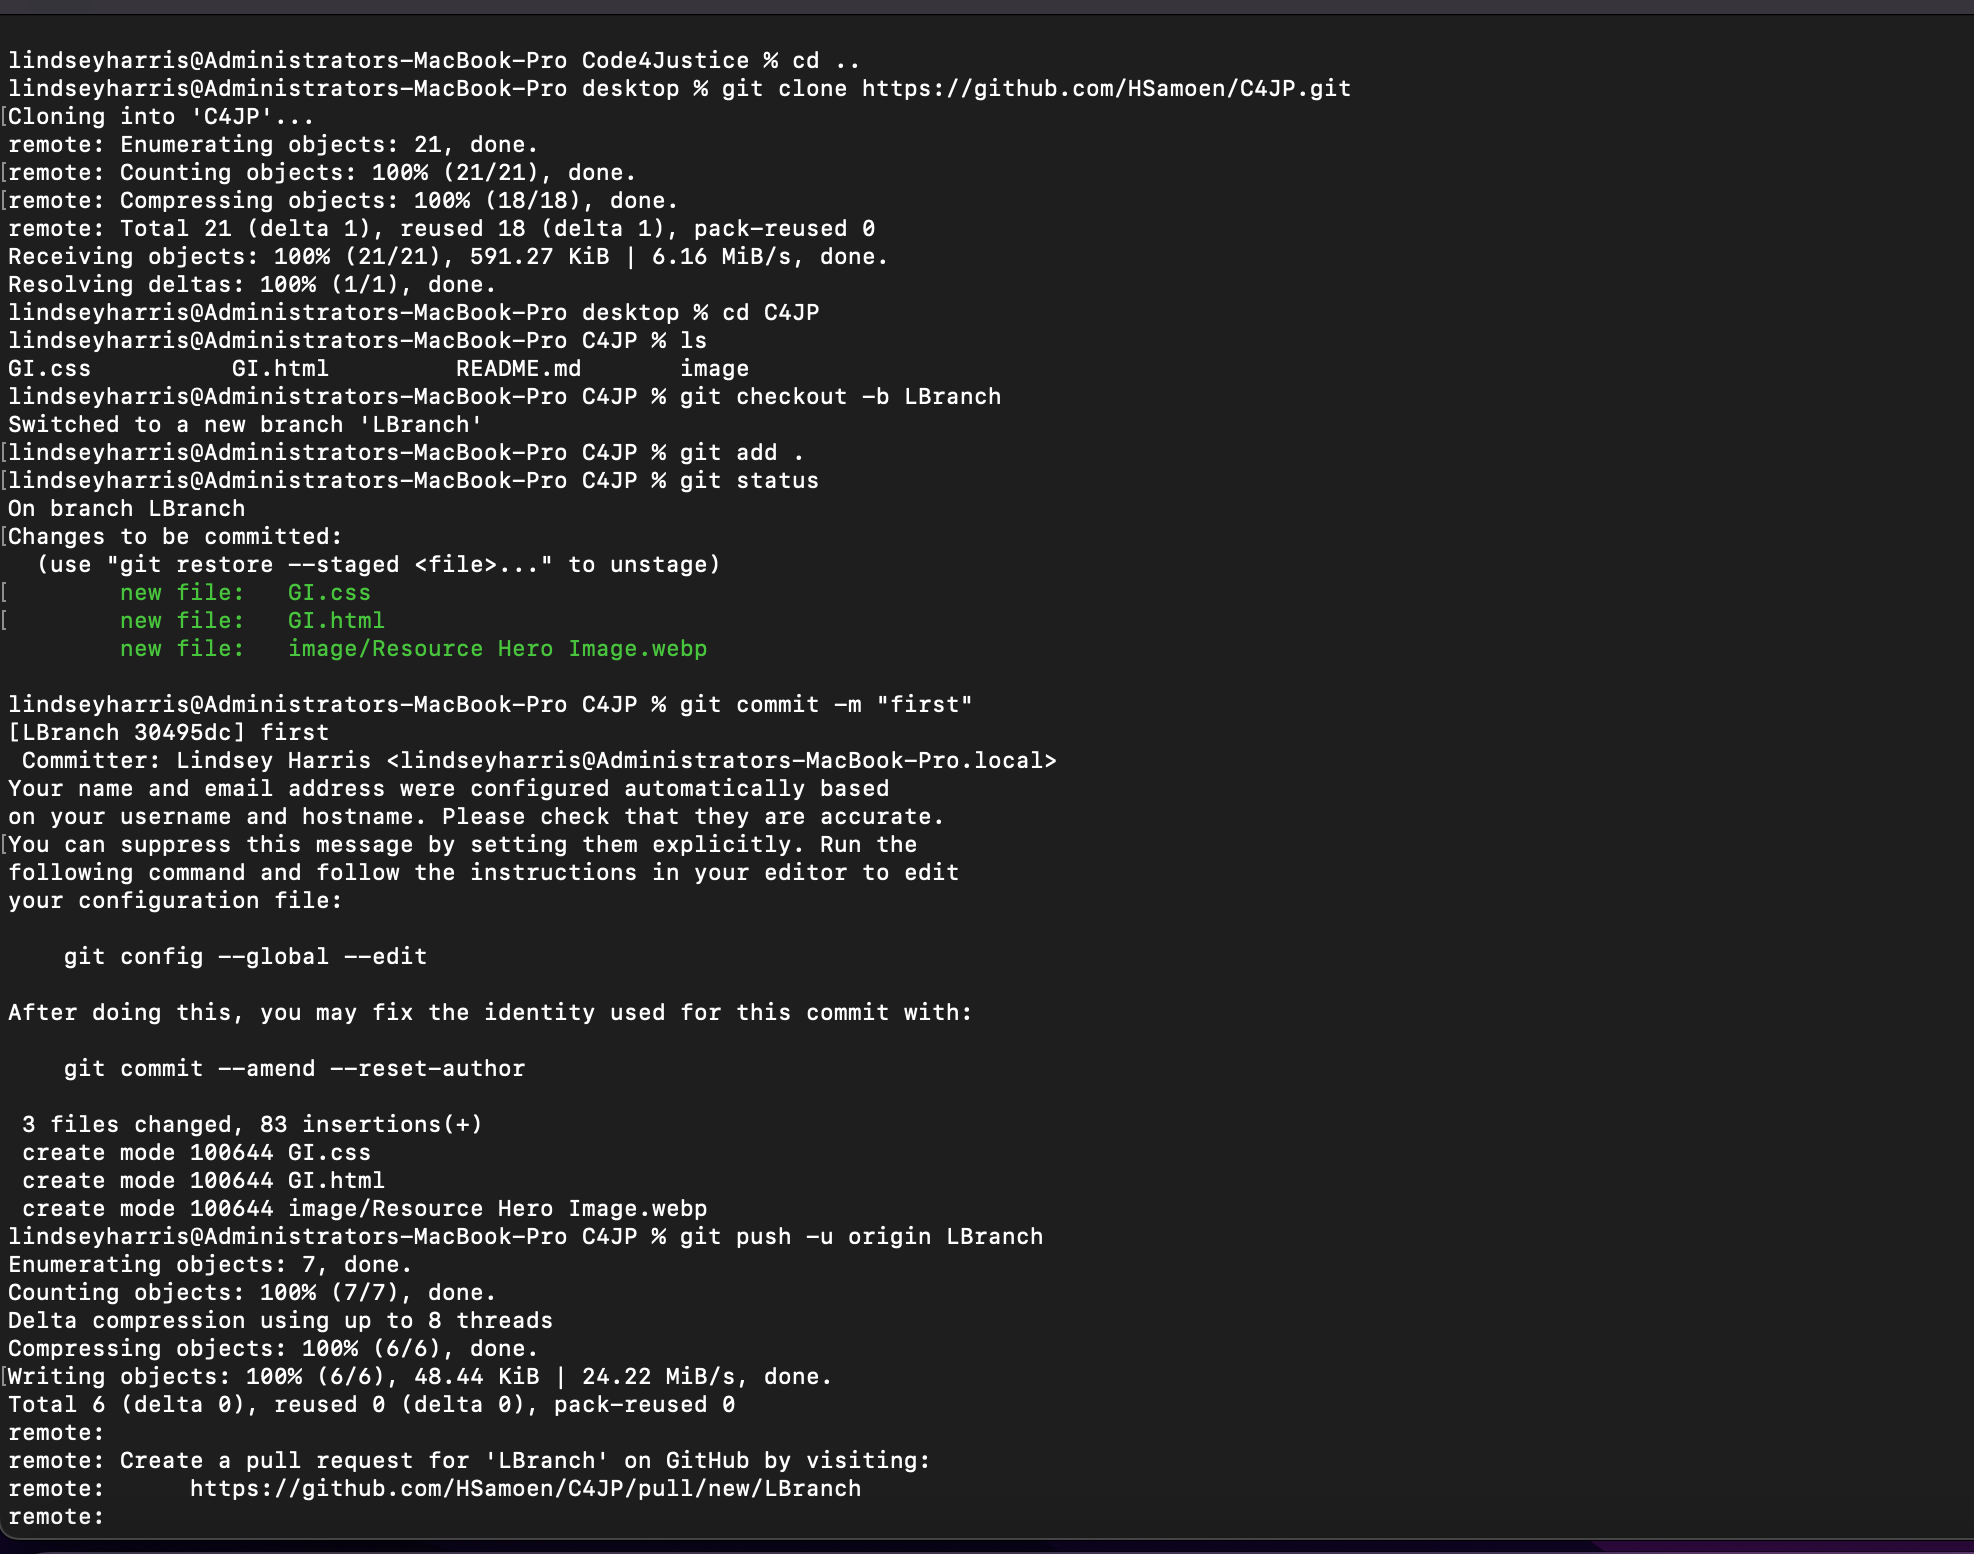 lindseyharris@Administrators-MacBook-Pro Code4Justice % cd ..
lindseyharris@Administrators-MacBook-Pro desktop % git clone https://github.com/HSamoen/C4JP.git
[Cloning into 'C4JP'...
remote: Enumerating objects: 21, done.
[remote: Counting objects: 100% (21/21), done.
[remote: Compressing objects: 100% (18/18), done.
remote: Total 21 (delta 1), reused 18 (delta 1), pack-reused 0
Receiving objects: 100% (21/21), 591.27 KiB | 6.16 MiB/s, done.
Resolving deltas: 100% (1/1), done.
lindseyharris@Administrators-MacBook-Pro desktop % cd C4JP
lindseyharris@Administrators-MacBook-Pro C4JP % ls
GI.css          GI.html         README.md       image
lindseyharris@Administrators-MacBook-Pro C4JP % git checkout -b LBranch
Switched to a new branch 'LBranch'
[lindseyharris@Administrators-MacBook-Pro C4JP % git add .
[lindseyharris@Administrators-MacBook-Pro C4JP % git status
On branch LBranch
[Changes to be committed:
  (use "git restore --staged <file>..." to unstage)
[       new file:   GI.css
[       new file:   GI.html
        new file:   image/Resource Hero Image.webp
lindseyharris@Administrators-MacBook-Pro C4JP % git commit -m "first"
[LBranch 30495dc] first
 Committer: Lindsey Harris <lindseyharris@Administrators-MacBook-Pro.local>
Your name and email address were configured automatically based
on your username and hostname. Please check that they are accurate.
[You can suppress this message by setting them explicitly. Run the
following command and follow the instructions in your editor to edit
your configuration file:
    git config --global --edit
After doing this, you may fix the identity used for this commit with:
    git commit --amend --reset-author
 3 files changed, 83 insertions(+)
 create mode 100644 GI.css
 create mode 100644 GI.html
 create mode 100644 image/Resource Hero Image.webp
lindseyharris@Administrators-MacBook-Pro C4JP % git push -u origin LBranch
Enumerating objects: 7, done.
Counting objects: 100% (7/7), done.
Delta compression using up to 8 threads
Compressing objects: 100% (6/6), done.
[Writing objects: 100% (6/6), 48.44 KiB | 24.22 MiB/s, done.
Total 6 (delta 0), reused 0 (delta 0), pack-reused 0
remote:
remote: Create a pull request for 'LBranch' on GitHub by visiting:
remote:      https://github.com/HSamoen/C4JP/pull/new/LBranch
remote: